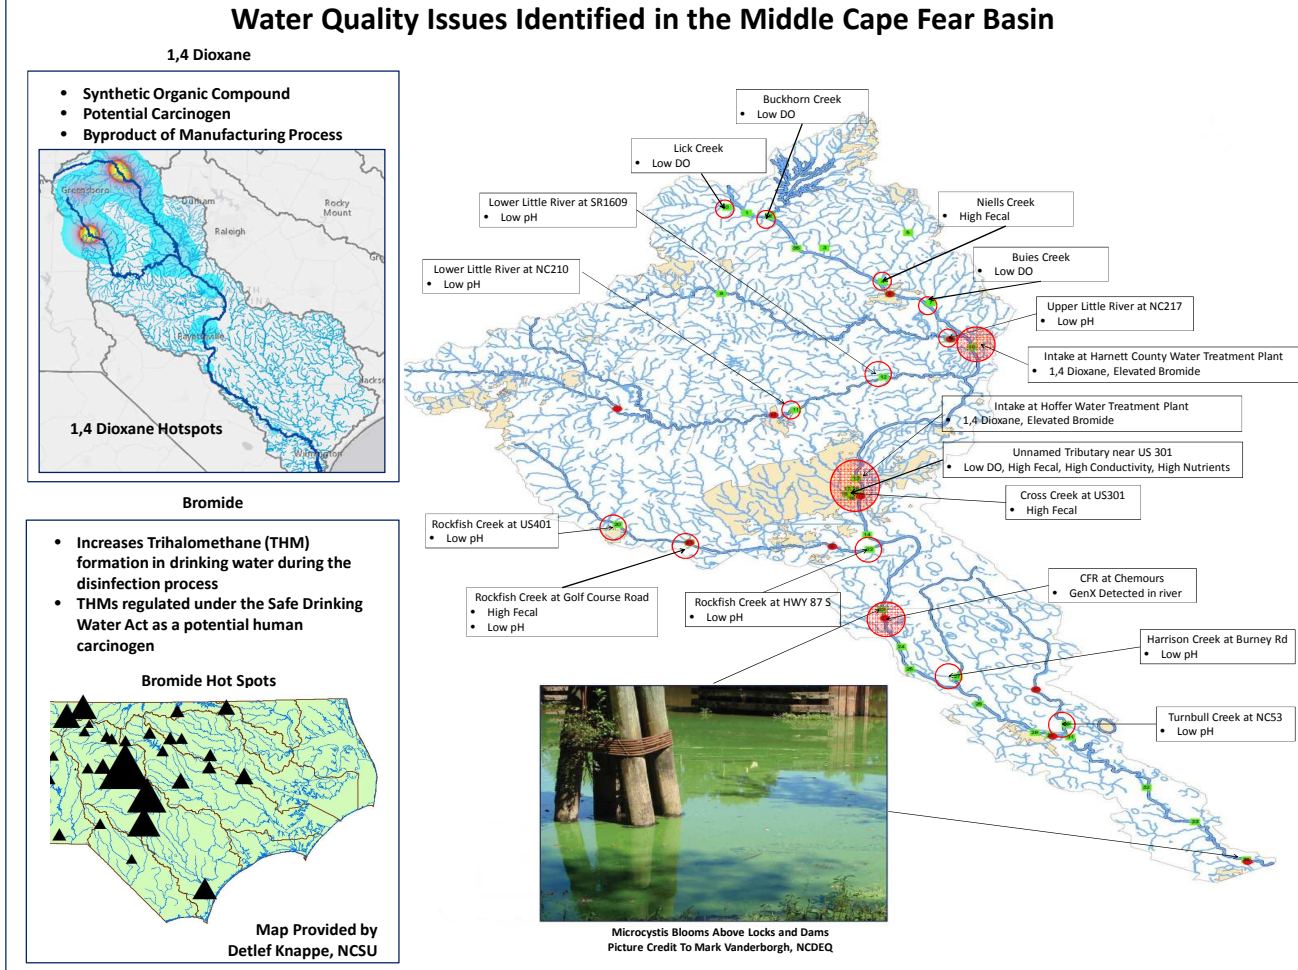 Water Quality Issues Identified in the Middle Cape Fear Basin
1,4 Dioxane
• Synthetic Organic Compound
• Potential Carcinogen
• Byproduct of Manufacturing Process
Greensboro
Durham
Rocky
Mount
Raleigh
Fayetteville
Wilmington
1,4 Dioxane Hotspots
Bromide
• Increases Trihalomethane (THM)
formation in drinking water during the
disinfection process
• THMs regulated under the Safe Drinking
Water Act as a potential human
carcinogen
Bromide Hot Spots
Map Provided by
Detlef Knappe, NCSU
Buckhorn Creek
• Low DO
Lick Creek
• Low DO
Lower Little River at SR1609
• Low pH
Lower Little River at NC210
• Low pH
Niells Creek
• High Fecal
Buies Creek
• Low DO
Upper Little River at NC217
• Low pH
Intake at Harnett County Water Treatment Plant
• 1,4 Dioxane, Elevated Bromide
Intake at Hoffer Water Treatment Plant
• 1,4 Dioxane, Elevated Bromide
Unnamed Tributary near US 301
• Low DO, High Fecal, High Conductivity, High Nutrients
Cross Creek at US301
• High Fecal
Rockfish Creek at US401
• Low pH
Rockfish Creek at Golf Course Road
• High Fecal
• Low pH
Rockfish Creek at HWY 87 S
• Low pH
CFR at Chemours
• GenX Detected in river
Harrison Creek at Burney Rd
• Low pH
Turnbull Creek at NC53
• Low pH
Microcystis Blooms Above Locks and Dams
Picture Credit To Mark Vanderborgh, NCDEQ